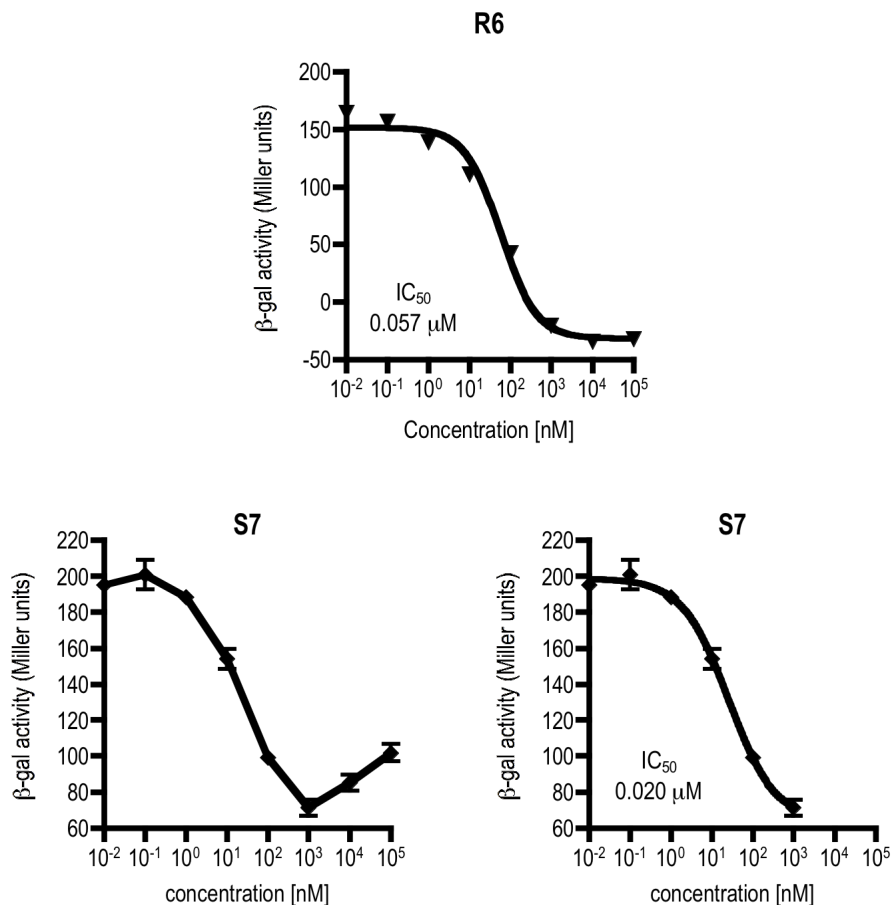 R6
β-gal activity (Miller units)
200
150
100
50
0
-50
IC₅₀
0.057 μM
10⁻² 10⁻¹ 10⁰ 10¹ 10² 10³ 10⁴ 10⁵
Concentration [nM]
S7
β-gal activity (Miller units)
220
200
180
160
140
120
100
80
60
10⁻² 10⁻¹ 10⁰ 10¹ 10² 10³ 10⁴ 10⁵
concentration [nM]
S7
β-gal activity (Miller units)
220
200
180
160
140
120
100
80
60
IC₅₀
0.020 μM
10⁻² 10⁻¹ 10⁰ 10¹ 10² 10³ 10⁴ 10⁵
concentration [nM]